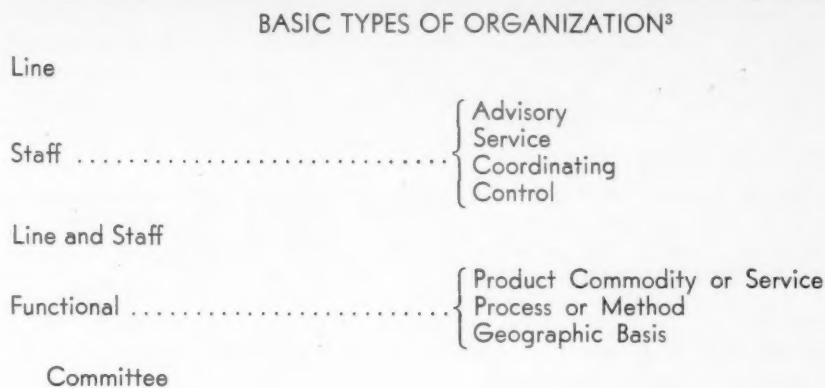 BASIC TYPES OF ORGANIZATION³
Line
Staff ..............................
Advisory
Service
Coordinating
Control
Line and Staff
Functional ..........................
Product Commodity or Service
Process or Method
Geographic Basis
Committee